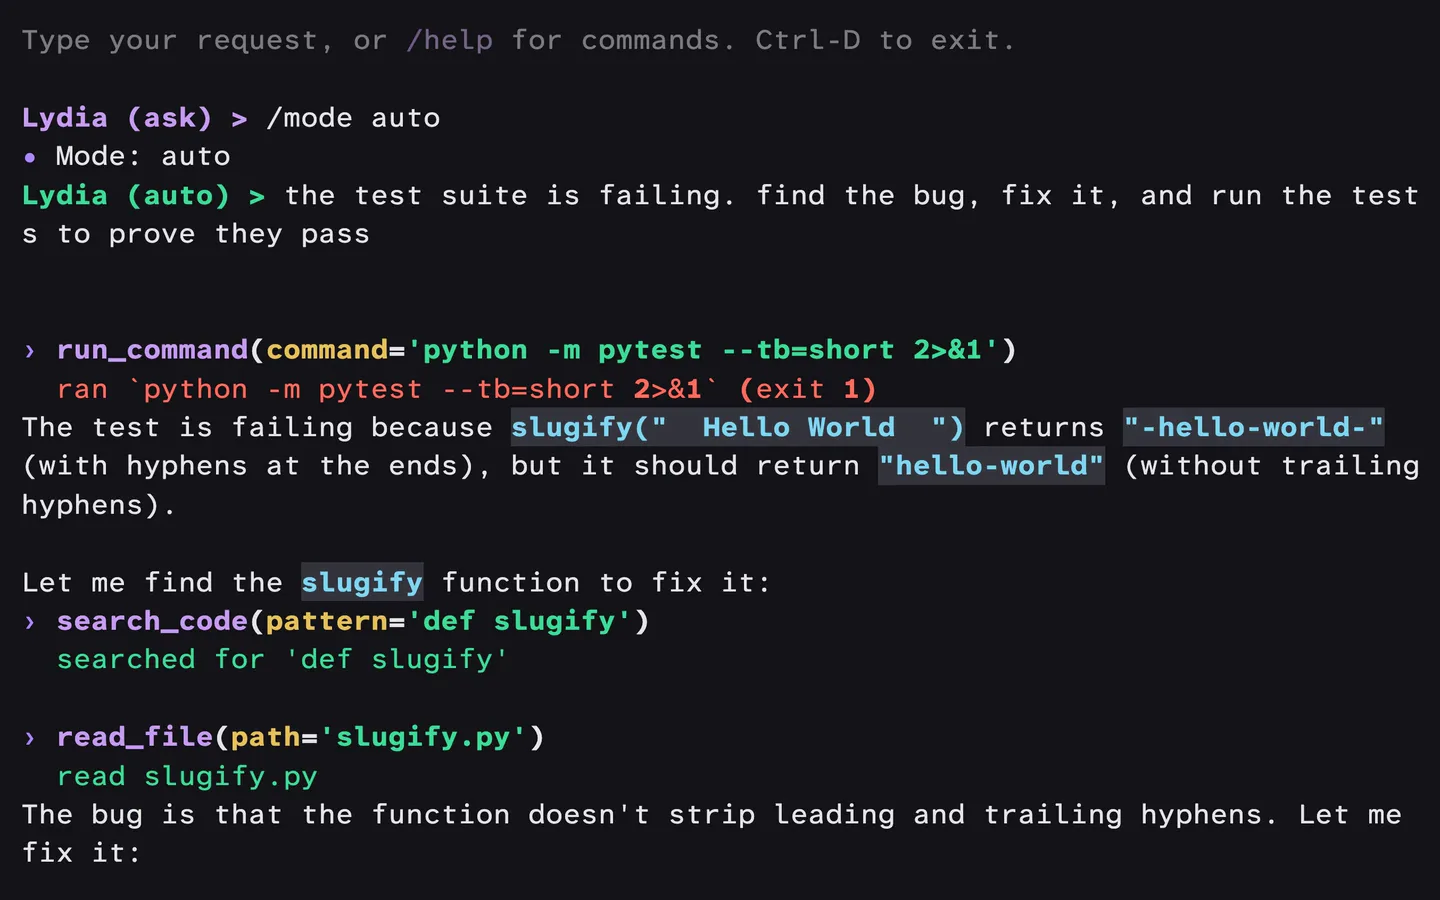 Type your request, or /help for commands. Ctrl-D to exit.
Lydia (ask) > /mode auto
• Mode: auto
Lydia (auto) > the test suite is failing. find the bug, fix it, and run the test
s to prove they pass
› run_command(command='python -m pytest --tb=short 2>&1')
ran `python -m pytest --tb=short 2>&1` (exit 1)
The test is failing because slugify("  Hello World  ") returns "-hello-world-"
(with hyphens at the ends), but it should return "hello-world" (without trailing
hyphens).
Let me find the slugify function to fix it:
› search_code(pattern='def slugify')
searched for 'def slugify'
› read_file(path='slugify.py')
read slugify.py
The bug is that the function doesn't strip leading and trailing hyphens. Let me
fix it: